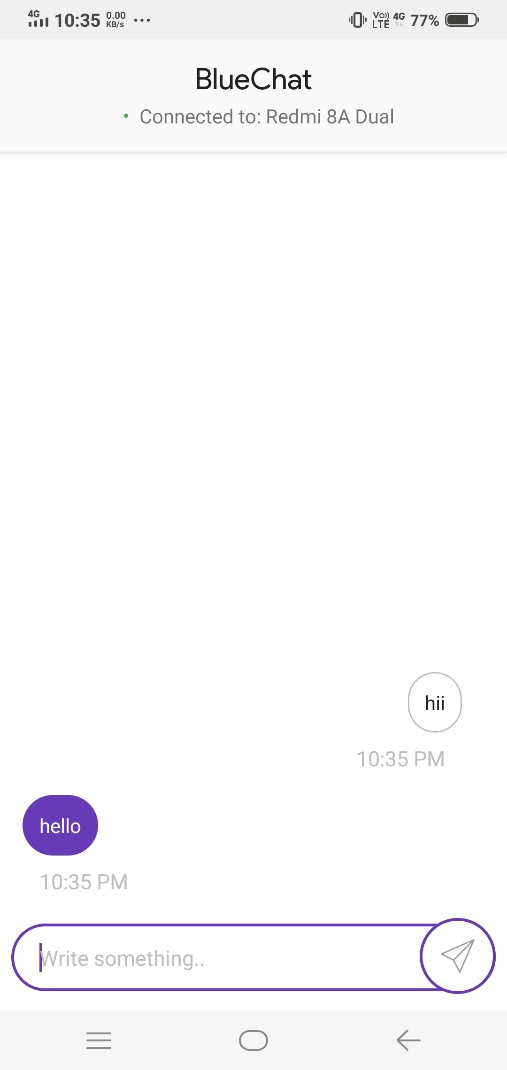 4G 10:35 0.00 KB/s ... Vo)) LTE 4G 77%
BlueChat
• Connected to: Redmi 8A Dual
hii
10:35 PM
hello
10:35 PM
Write something..